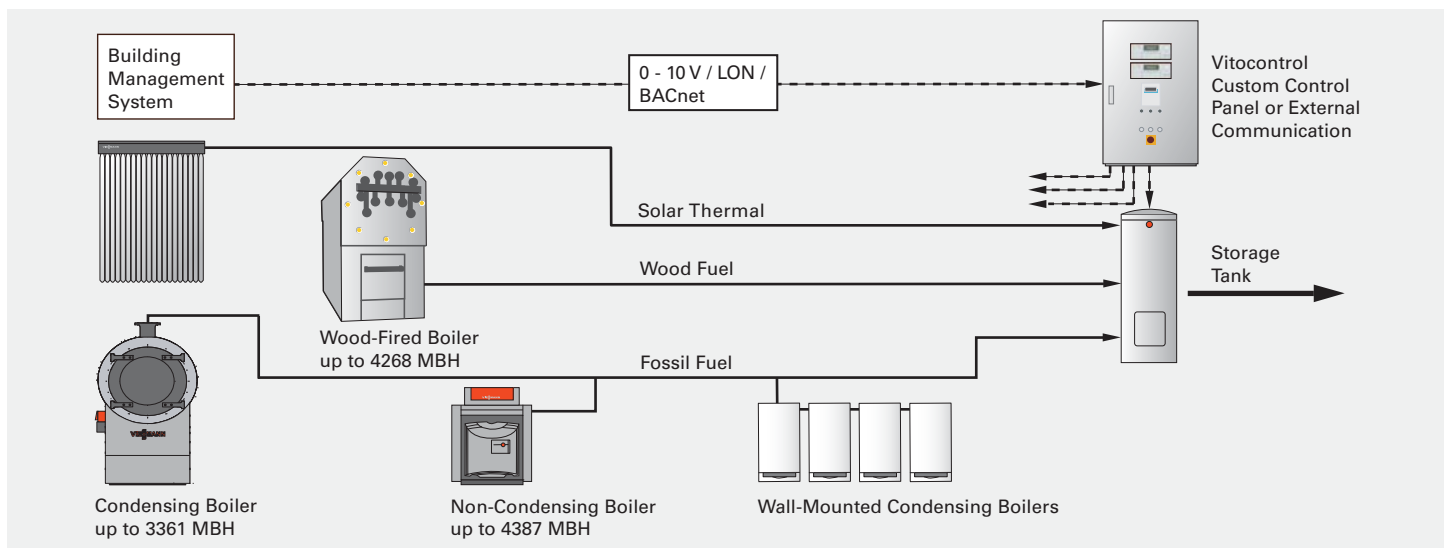 Building
Management
System
0 - 10 V / LON /
BACnet
Vitocontrol
Custom Control
Panel or External
Communication
Solar Thermal
Storage
Tank
Wood Fuel
Wood-Fired Boiler
up to 4268 MBH
Fossil Fuel
VIESMANN
Condensing Boiler
up to 3361 MBH
Non-Condensing Boiler
up to 4387 MBH
Wall-Mounted Condensing Boilers